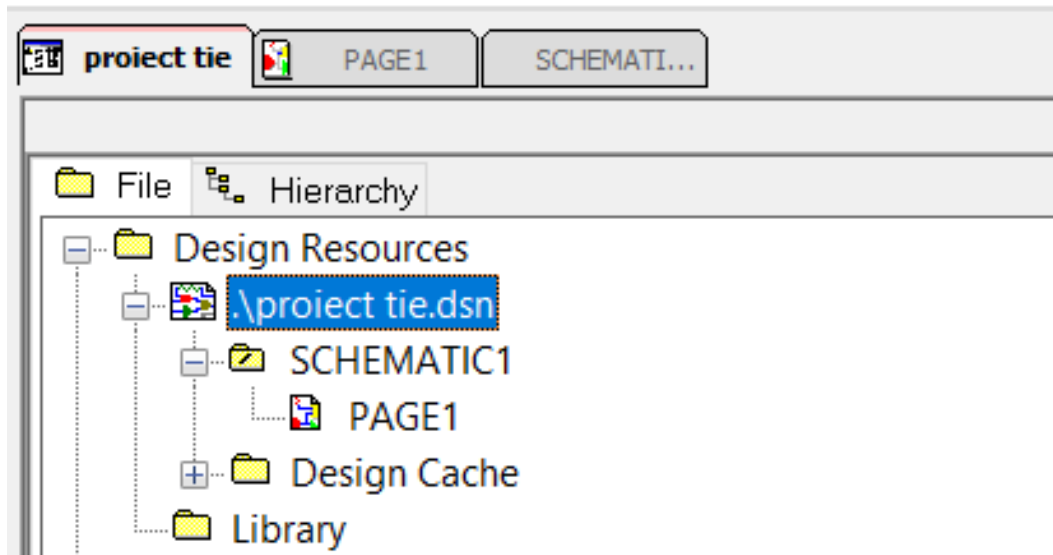 proiect tie PAGE1 SCHEMATI...
File Hierarchy
Design Resources
.\proiect tie.dsn
SCHEMATIC1
PAGE1
Design Cache
Library